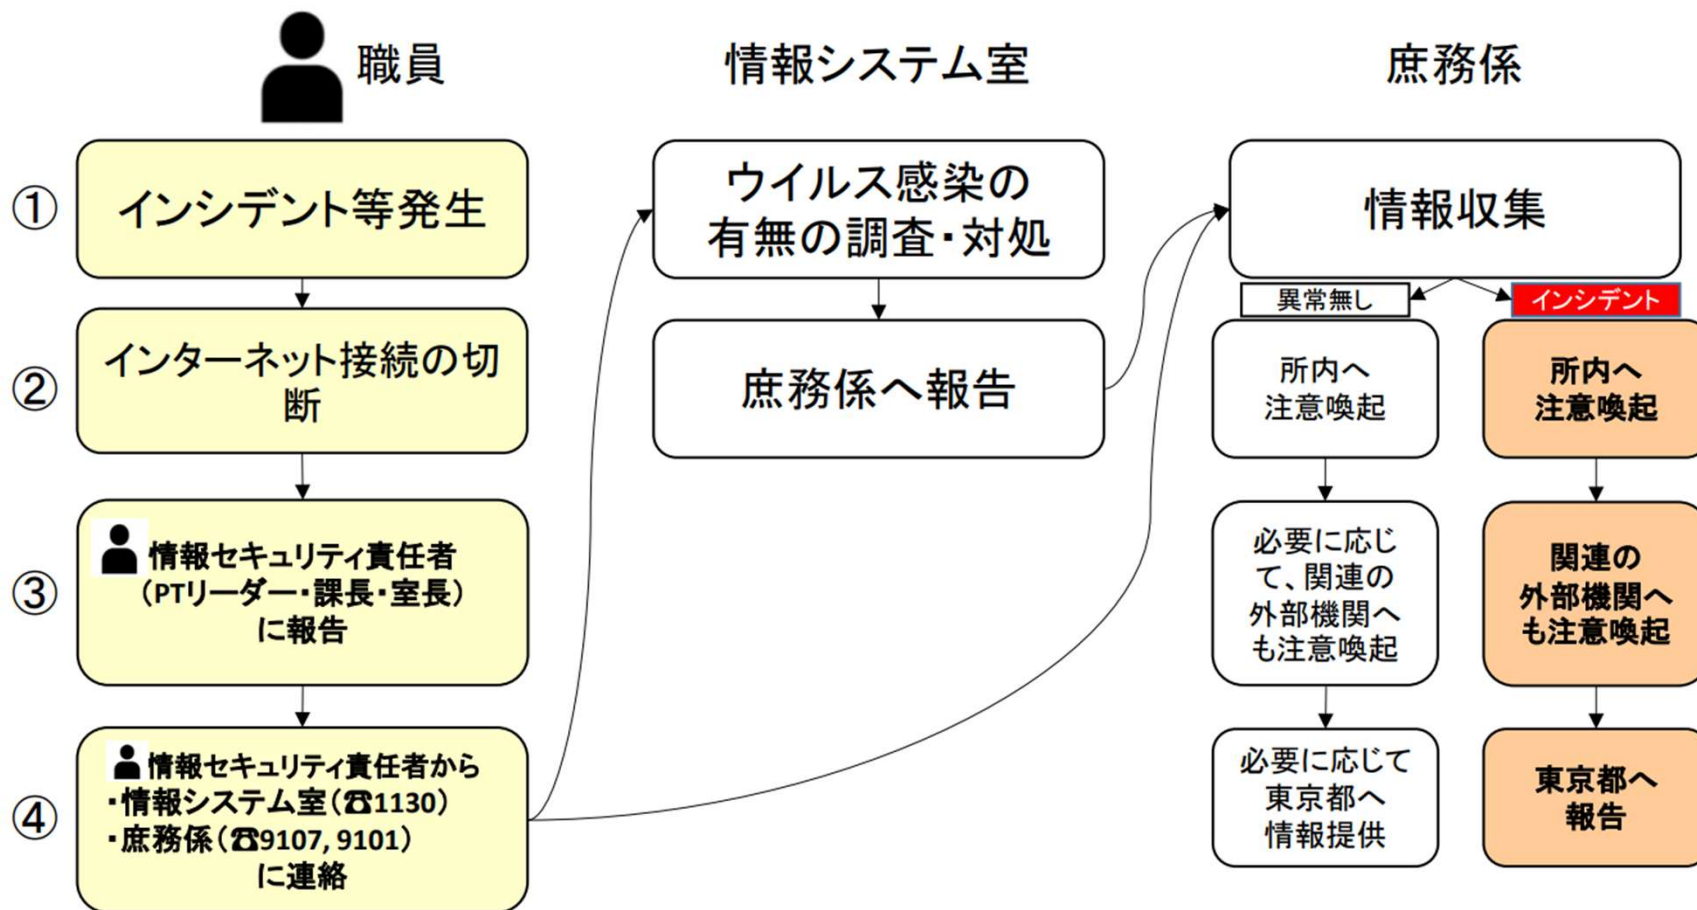 職員
情報システム室
庶務係
①
インシデント等発生
②
インターネット接続の切
断
③
情報セキュリティ責任者
（PTリーダー・課長・室長）
に報告
④
情報セキュリティ責任者から
・情報システム室（☎1130）
・庶務係（☎9107, 9101）
に連絡
ウイルス感染の
有無の調査・対処
庶務係へ報告
情報収集
異常無し
インシデント
所内へ
注意喚起
必要に応じ
て、関連の
外部機関へ
も注意喚起
必要に応じて
東京都へ
情報提供
所内へ
注意喚起
関連の
外部機関へ
も注意喚起
東京都へ
報告